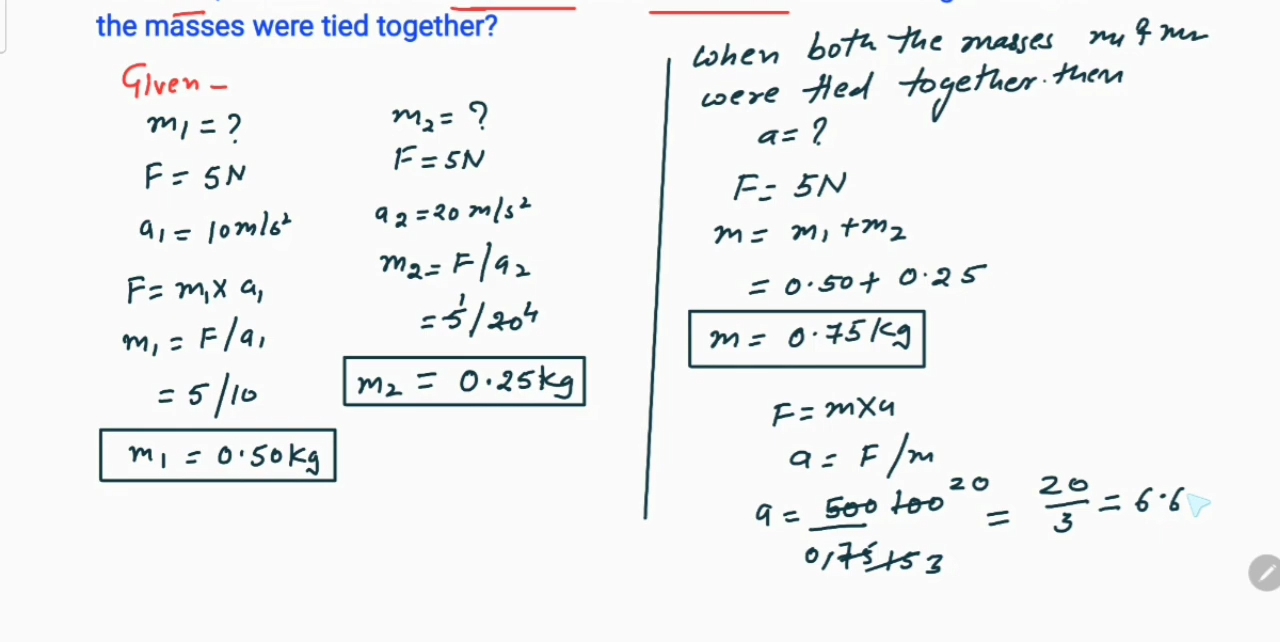 the masses were tied together?
Given -
m₁ = ?
F = 5N
a₁ = 10m/s²
F = m₁ x a₁
m₁ = F/a₁
= 5/10
m₁ = 0.50kg
m₂ = ?
F = 5N
a₂ = 20 m/s²
m₂ = F/a₂
= 5 1/20 4
m₂ = 0.25kg
when both the masses m₁ & m₂
were tied together. then
a = ?
F = 5N
m = m₁ + m₂
= 0.50 + 0.25
m = 0.75kg
F = mxa
a = F/m
a = 500 100 20 = 20/3 = 6.6
0,75 15 3